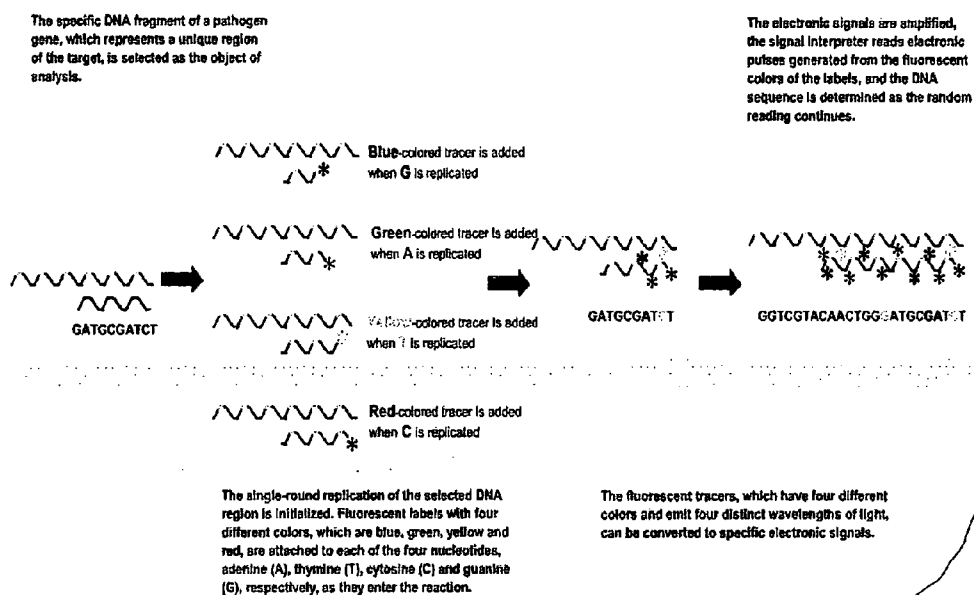 The specific DNA fragment of a pathogen
gene, which represents a unique region
of the target, is selected as the object of
analysis.
The electronic signals are amplified,
the signal interpreter reads electronic
pulses generated from the fluorescent
colors of the labels, and the DNA
sequence is determined as the random
reading continues.
Blue-colored tracer is added
when G is replicated
Green-colored tracer is added
when A is replicated
Yellow-colored tracer is added
when T is replicated
Red-colored tracer is added
when C is replicated
GATGCGATCT
GATGCGATCT
GGTCGTACAACTGGGATGCGATCT
The single-round replication of the selected DNA
region is initialized. Fluorescent labels with four
different colors, which are blue, green, yellow and
red, are attached to each of the four nucleotides,
adenine (A), thymine (T), cytosine (C) and guanine
(G), respectively, as they enter the reaction.
The fluorescent tracers, which have four different
colors and emit four distinct wavelengths of light,
can be converted to specific electronic signals.